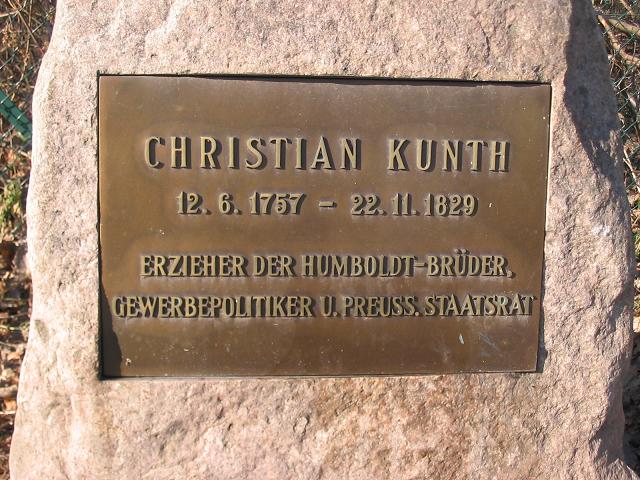 CHRISTIAN KUNTH
12. 6. 1757 – 22. 11. 1829
ERZIEHER DER HUMBOLDT-BRÜDER,
GEWERBEPOLITIKER U. PREUSS. STAATSRAT